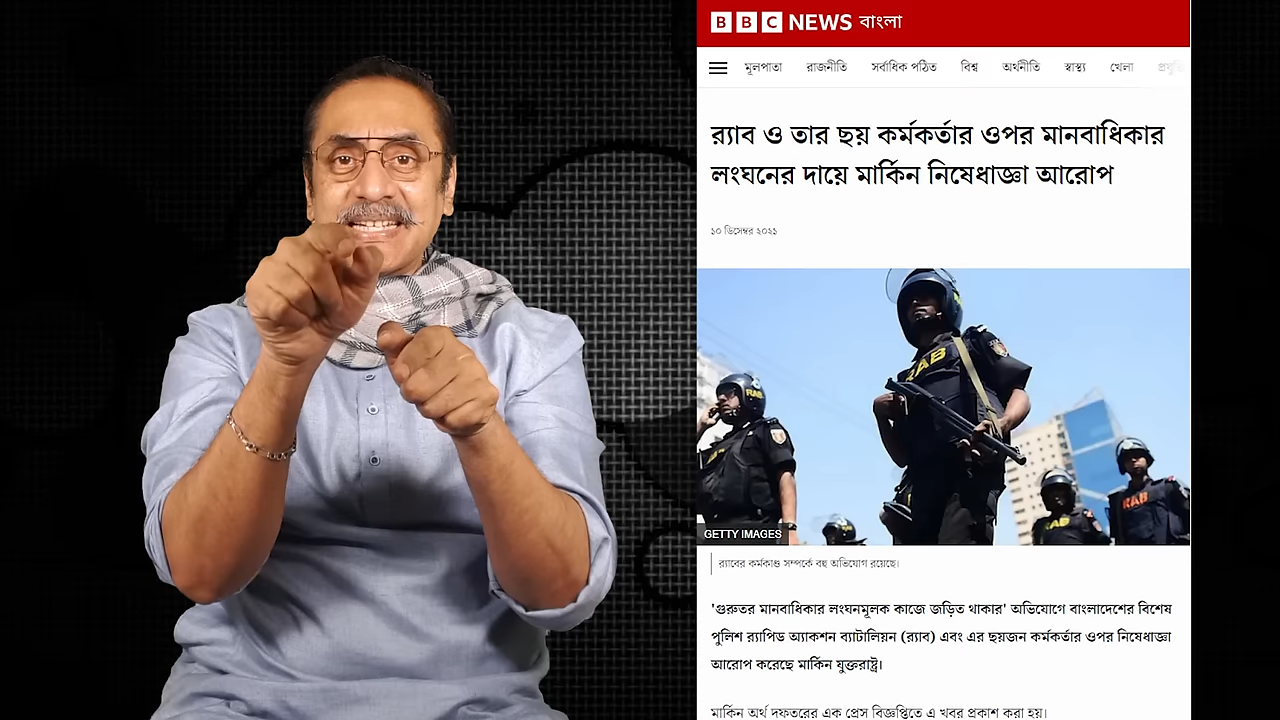 BBC NEWS বাংলা
মূলপাতা রাজনীতি সর্বাধিক পঠিত বিশ্ব অর্থনীতি স্বাস্থ্য খেলা প্রযুক্তি
র‍্যাব ও তার ছয় কর্মকর্তার ওপর মানবাধিকার
লংঘনের দায়ে মার্কিন নিষেধাজ্ঞা আরোপ
১০ ডিসেম্বর ২০২১
RAB
RAB
RAB
RAB
GETTY IMAGES
র‍্যাবের কর্মকাণ্ড সম্পর্কে বহু অভিযোগ রয়েছে।
'গুরুতর মানবাধিকার লংঘনমূলক কাজে জড়িত থাকার' অভিযোগে বাংলাদেশের বিশেষ
পুলিশ র‍্যাপিড অ্যাকশন ব্যাটালিয়ন (র‍্যাব) এবং এর ছয়জন কর্মকর্তার ওপর নিষেধাজ্ঞা
আরোপ করেছে মার্কিন যুক্তরাষ্ট্র।
মার্কিন অর্থ দফতরের এক প্রেস বিজ্ঞপ্তিতে এ খবর প্রকাশ করা হয়।